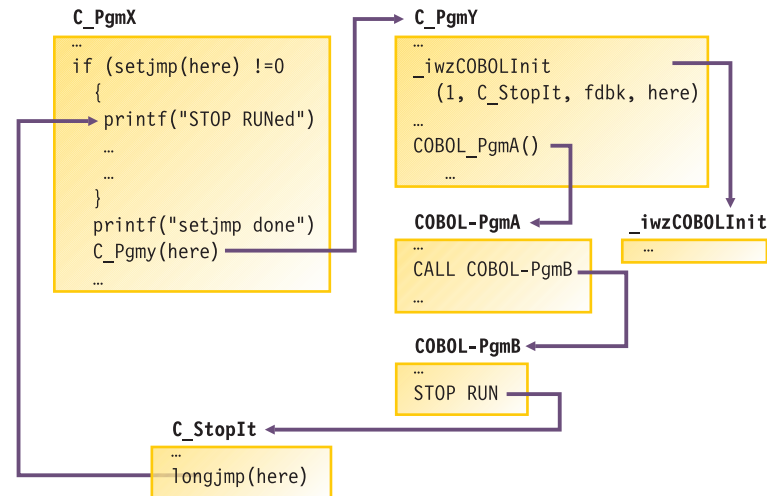 C_PgmX
…
if (setjmp(here) !=0
{
printf("STOP RUNed")
…
…
}
printf("setjmp done")
C_Pgmy(here)
…
C_PgmY
…
_iwzCOBOLInit
(1, C_StopIt, fdbk, here)
…
COBOL_PgmA()
…
_iwzCOBOLInit
…
COBOL-PgmA
…
CALL COBOL-PgmB
…
COBOL-PgmB
…
STOP RUN
C_StopIt
…
longjmp(here)